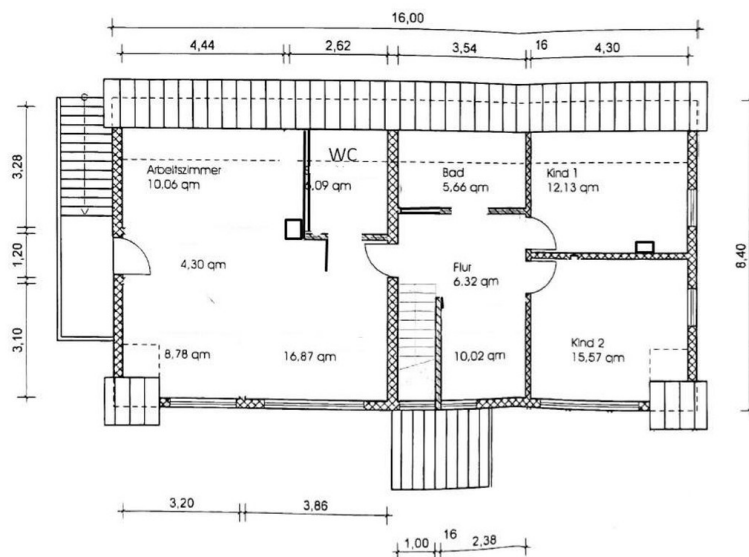 16,00
4,44
2,62
3,54
16
4,30
3,28
1,20
3,10
8,40
Arbeitszimmer
10.06 qm
WC
6,09 qm
Bad
5,66 qm
Kind 1
12,13 qm
4,30 qm
Flur
6.32 qm
8,78 qm
16,87 qm
10,02 qm
Kind 2
15,57 qm
3,20
3,86
1,00
16
2,38